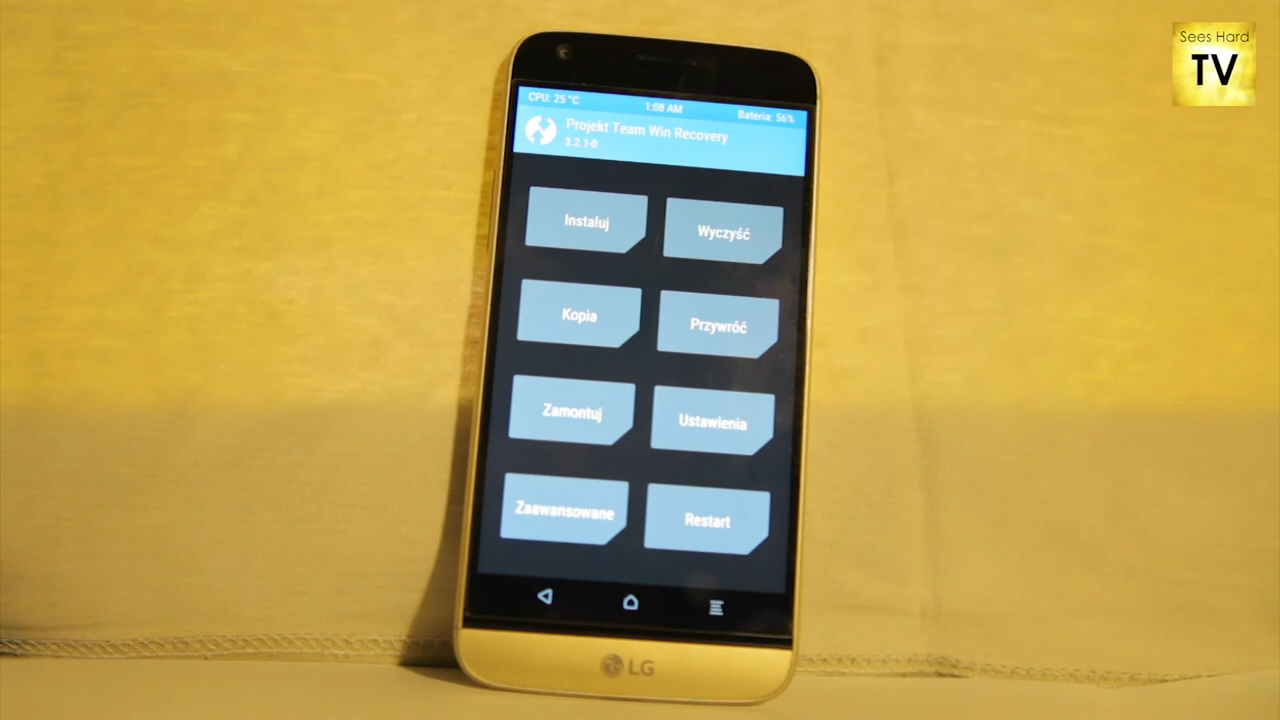 Sees Hard
TV
CPU: 25 °C
1:08 AM
Bateria: 56%
Projekt Team Win Recovery
3.2.1-0
Instaluj
Wyczyść
Kopia
Przywróć
Zamontuj
Ustawienia
Zaawansowane
Restart
LG